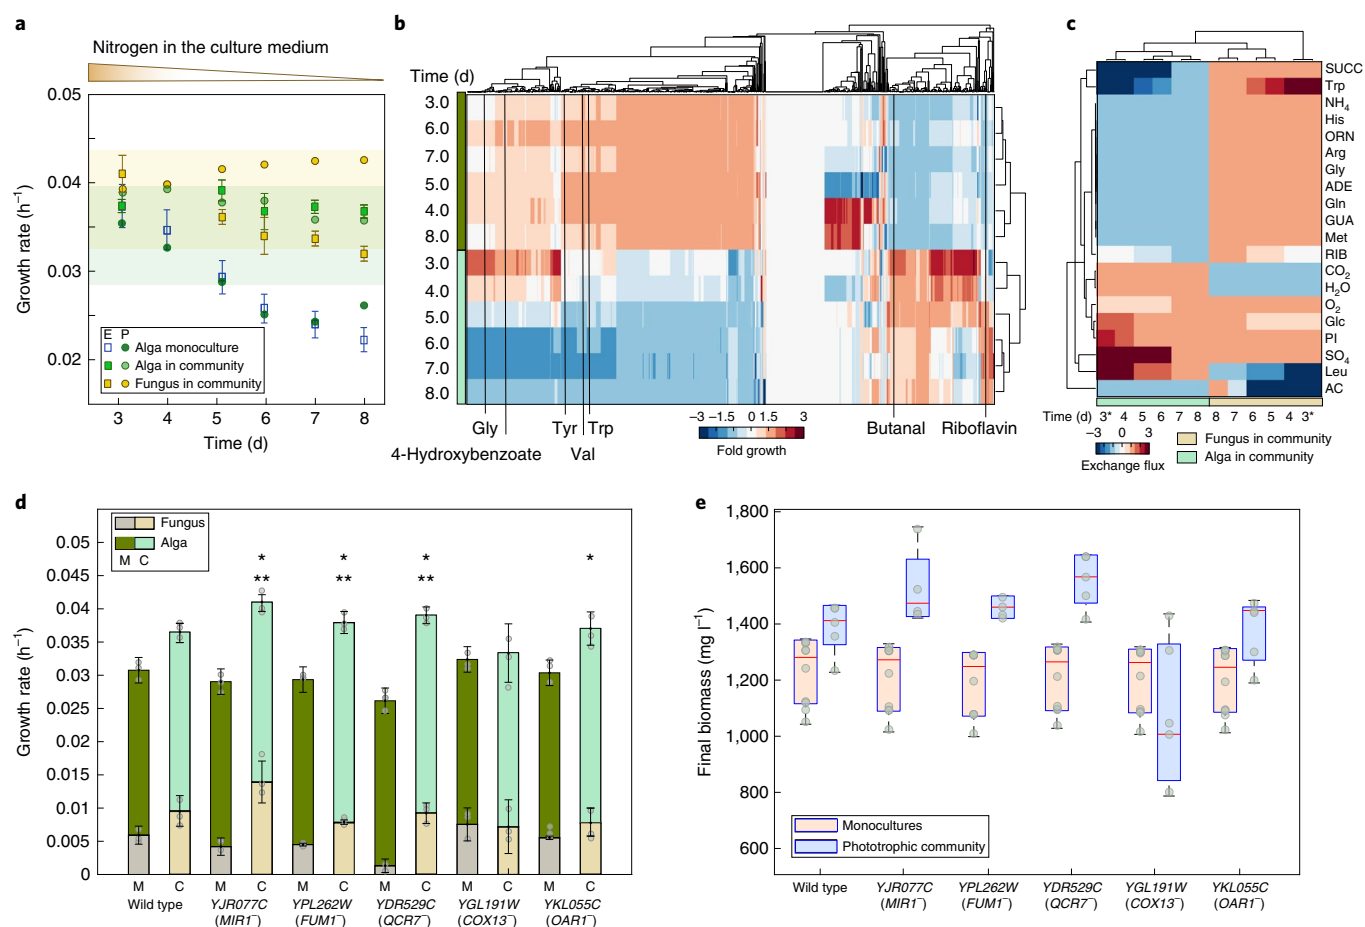 a
Nitrogen in the culture medium
0.05
0.04
0.03
0.02
Growth rate (h⁻¹)
E P
Alga monoculture
Alga in community
Fungus in community
3 4 5 6 7 8
Time (d)
b
Time (d)
3.0
6.0
7.0
5.0
4.0
8.0
3.0
4.0
5.0
6.0
7.0
8.0
Gly
4-Hydroxybenzoate
Tyr
Val
Trp
−3 −1.5 0 1.5 3
Fold growth
Butanal
Riboflavin
c
SUCC
Trp
NH₄
His
ORN
Arg
Gly
ADE
Gln
GUA
Met
RIB
CO₂
H₂O
O₂
Glc
PI
SO₄
Leu
AC
Time (d) 3* 4 5 6 7 8 8 7 6 5 4 3*
−3 0 3
Exchange flux
Fungus in community
Alga in community
d
Fungus
Alga
M C
0.05
0.045
0.04
0.035
0.03
0.025
0.02
0.015
0.01
0.005
0
Growth rate (h⁻¹)
* * * *
** ** **
M C M C M C M C M C M C
Wild type
YJR077C
(MIR1⁻)
YPL262W
(FUM1⁻)
YDR529C
(QCR7⁻)
YGL191W
(COX13⁻)
YKL055C
(OAR1⁻)
e
1,800
1,600
1,400
1,200
1,000
800
600
Final biomass (mg l⁻¹)
Monocultures
Phototrophic community
Wild type
YJR077C
(MIR1⁻)
YPL262W
(FUM1⁻)
YDR529C
(QCR7⁻)
YGL191W
(COX13⁻)
YKL055C
(OAR1⁻)